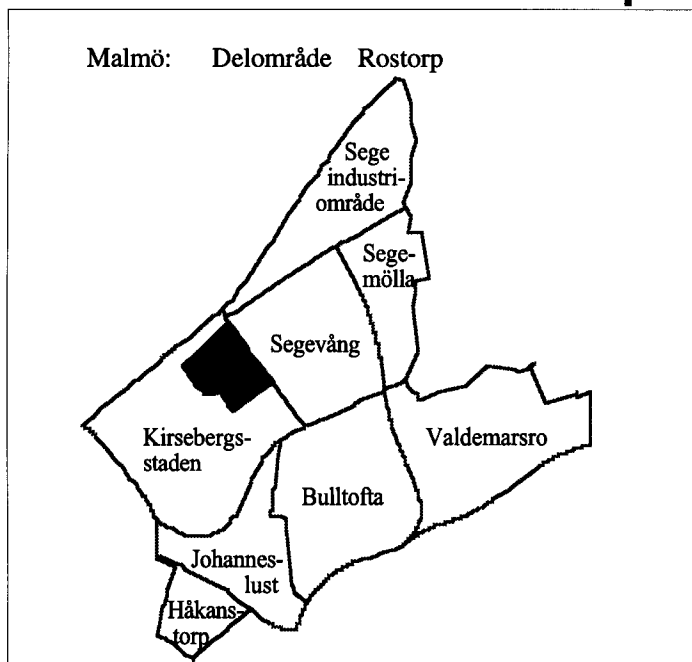 Malmö: Delområde Rostorp
Sege
industri-
område
Sege-
mölla
Segevång
Kirsebergs-
staden
Valdemarsro
Bulltofta
Johannes-
lust
Håkans-
torp